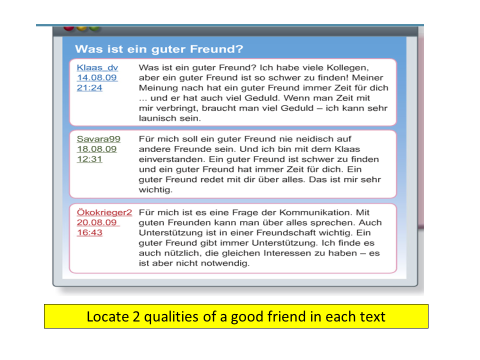 Was ist ein guter Freund?
Klaas_dv
14.08.09
21:24
Was ist ein guter Freund? Ich habe viele Kollegen,
aber ein guter Freund ist so schwer zu finden! Meiner
Meinung nach hat ein guter Freund immer Zeit für dich
... und er hat auch viel Geduld. Wenn man Zeit mit
mir verbringt, braucht man viel Geduld – ich kann sehr
launisch sein.
Savara99
18.08.09
12:31
Für mich soll ein guter Freund nie neidisch auf
andere Freunde sein. Und ich bin mit dem Klaas
einverstanden. Ein guter Freund ist schwer zu finden
und ein guter Freund hat immer Zeit für dich. Ein
guter Freund redet mit dir über alles. Das ist mir sehr
wichtig.
Ökokrieger2
20.08.09
16:43
Für mich ist es eine Frage der Kommunikation. Mit
guten Freunden kann man über alles sprechen. Auch
Unterstützung ist in einer Freundschaft wichtig. Ein
guter Freund gibt immer Unterstützung. Ich finde es
auch nützlich, die gleichen Interessen zu haben – es
ist aber nicht notwendig.
Locate 2 qualities of a good friend in each text